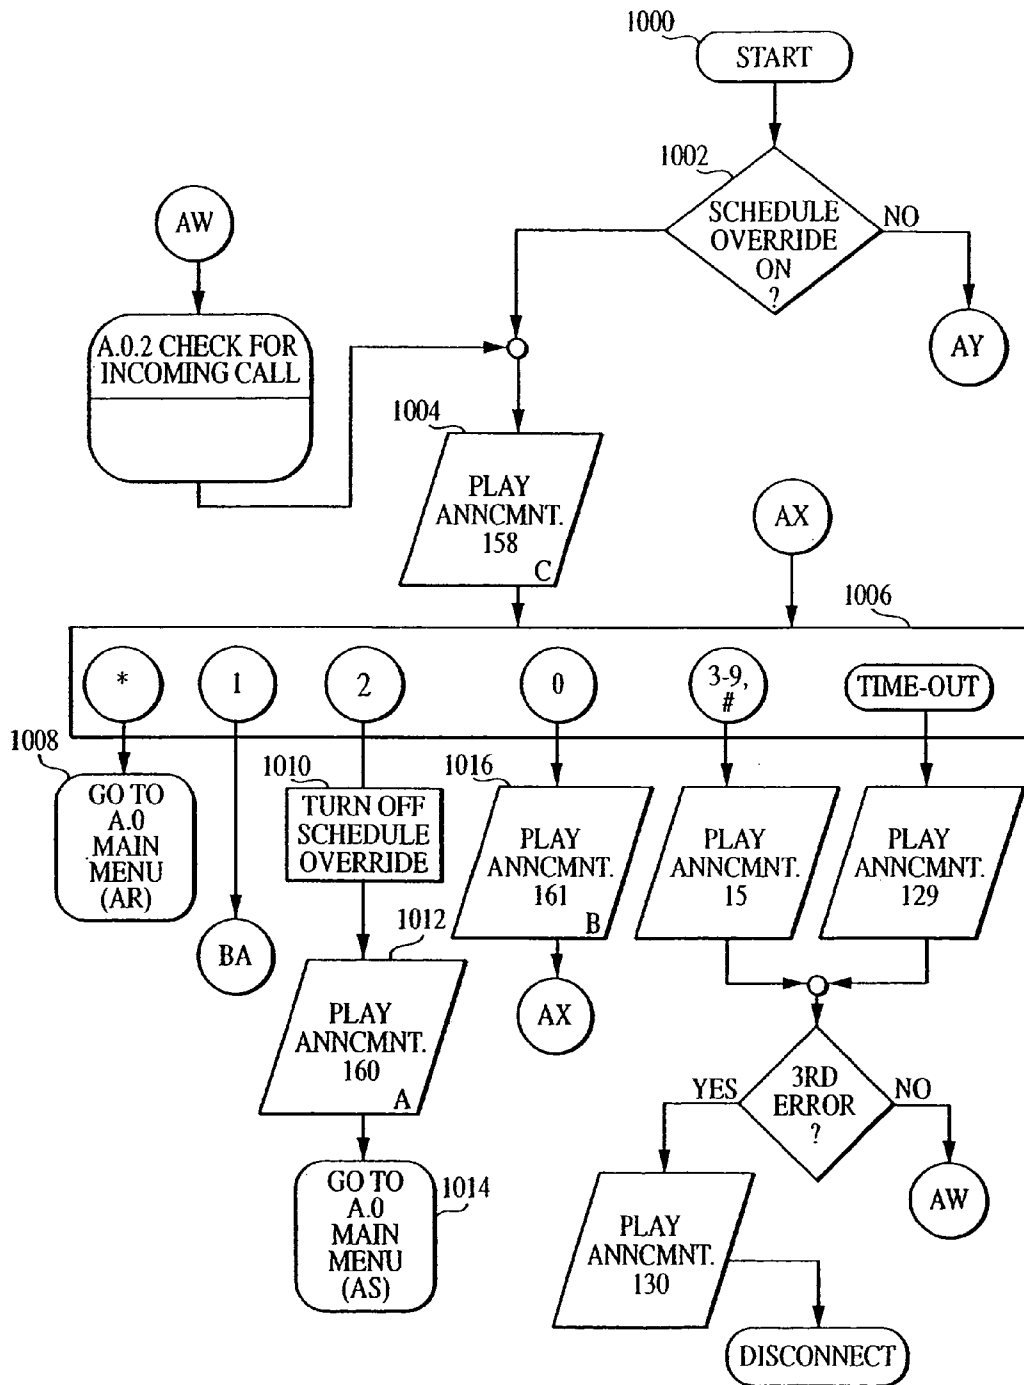 1000
START
1002
SCHEDULE
OVERRIDE
ON
?
NO
AW
AY
A.0.2 CHECK FOR
INCOMING CALL
1004
PLAY
ANNCMNT.
158
C
AX
1006
*
1
2
0
3-9,
#
TIME-OUT
1008
GO TO
A.0
MAIN
MENU
(AR)
BA
1010
TURN OFF
SCHEDULE
OVERRIDE
1012
PLAY
ANNCMNT.
160
A
GO TO
A.0
MAIN
MENU
(AS)
1014
1016
PLAY
ANNCMNT.
161
B
AX
PLAY
ANNCMNT.
15
PLAY
ANNCMNT.
129
3RD
ERROR
?
YES
NO
AW
PLAY
ANNCMNT.
130
DISCONNECT